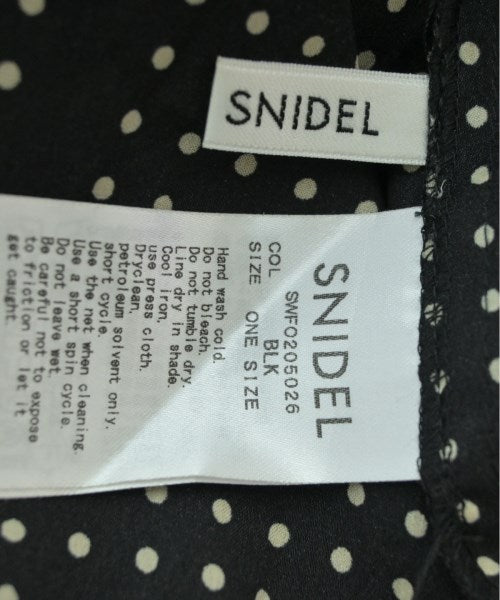 SNIDEL
SNIDEL
SWFO205026
COL BLK
SIZE ONE SIZE
Hand wash cold.
Do not bleach.
Do not tumble dry.
Line dry in shade.
Cool iron,
use press cloth.
Dryclean,
petroleum solvent only.
short cycle.
Use the net when cleaning.
Use a short spin cycle.
Do not leave wet.
Be careful not to expose
to friction or let it
get caught.